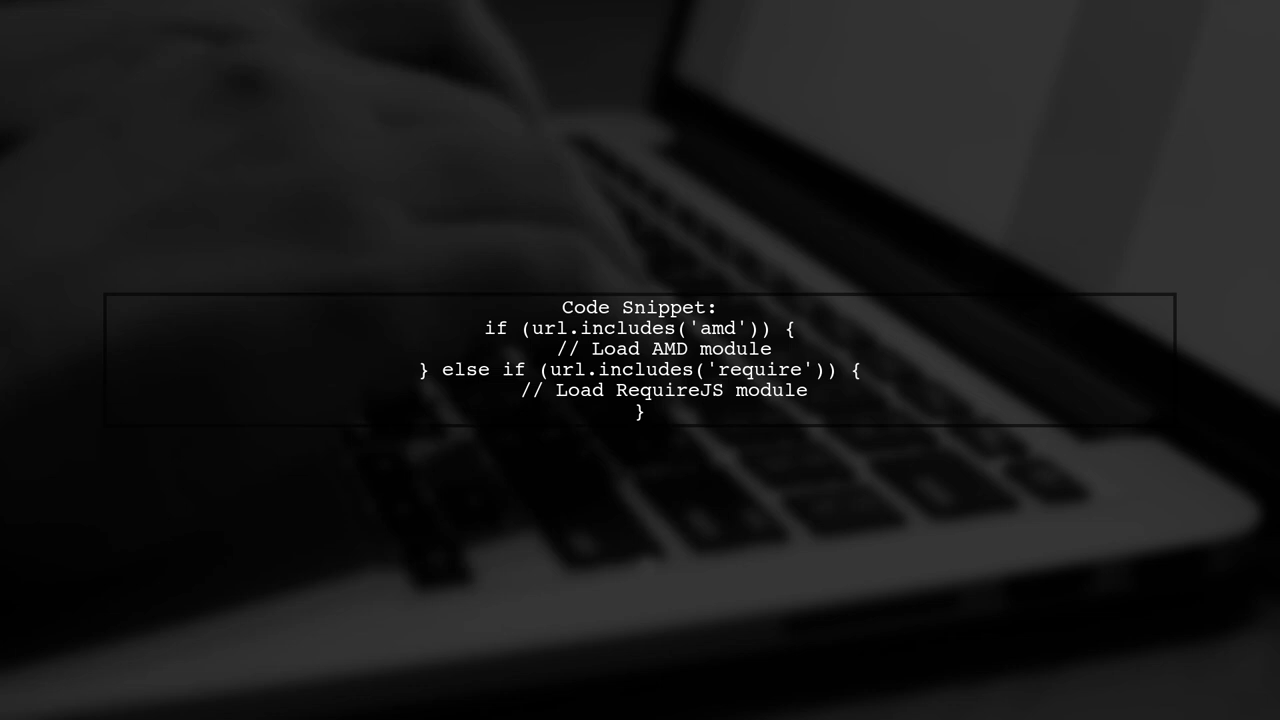 Code Snippet:
if (url.includes('amd')) {
// Load AMD module
} else if (url.includes('require')) {
// Load RequireJS module
}